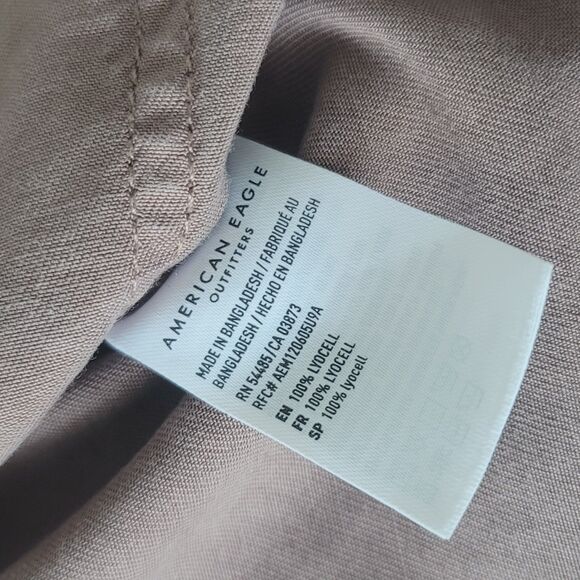 AMERICAN EAGLE
OUTFITTERS
MADE IN BANGLADESH / FABRIQUÉ AU
BANGLADESH / HECHO EN BANGLADESH
RN 54485/CA 03873
RFC# AEM120605U9A
EN 100% LYOCELL
FR 100% LYOCELL
SP 100% lyocell